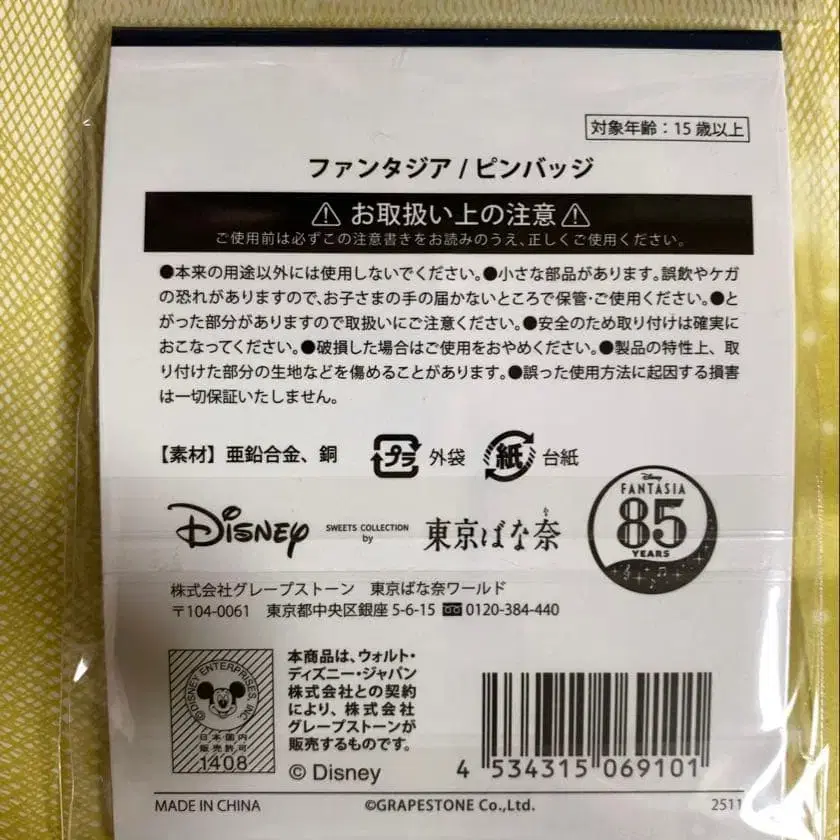 対象年齢：15歳以上
ファンタジア / ピンバッジ
お取扱い上の注意
ご使用前は必ずこの注意書きをお読みのうえ、正しくご使用ください。
●本来の用途以外には使用しないでください。●小さな部品があります。誤飲やケガ
の恐れがありますので、お子さまの手の届かないところで保管・ご使用ください。●と
がった部分がありますので取扱いにご注意ください。●安全のため取り付けは確実に
おこなってください。●破損した場合はご使用をおやめください。●製品の特性上、取
り付けた部分の生地などを傷めることがあります。●誤った使用方法に起因する損害
は一切保証いたしません。
【素材】亜鉛合金、銅 プラ 外袋 紙 台紙
Disney SWEETS COLLECTION by 東京ばな奈
かな
Disney
FANTASIA
85
YEARS
株式会社グレープストーン 東京ばな奈ワールド
〒104-0061 東京都中央区銀座 5-6-15 0120-384-440
© DISNEY ENTERPRISES, INC.
日本国内
販売許可
1408
本商品は、ウォルト・
ディズニー・ジャパン
株式会社との契約
により、株式会社
グレープストーンが
販売するものです。
© Disney
4 534315 069101
MADE IN CHINA ©GRAPESTONE Co.,Ltd. 2511